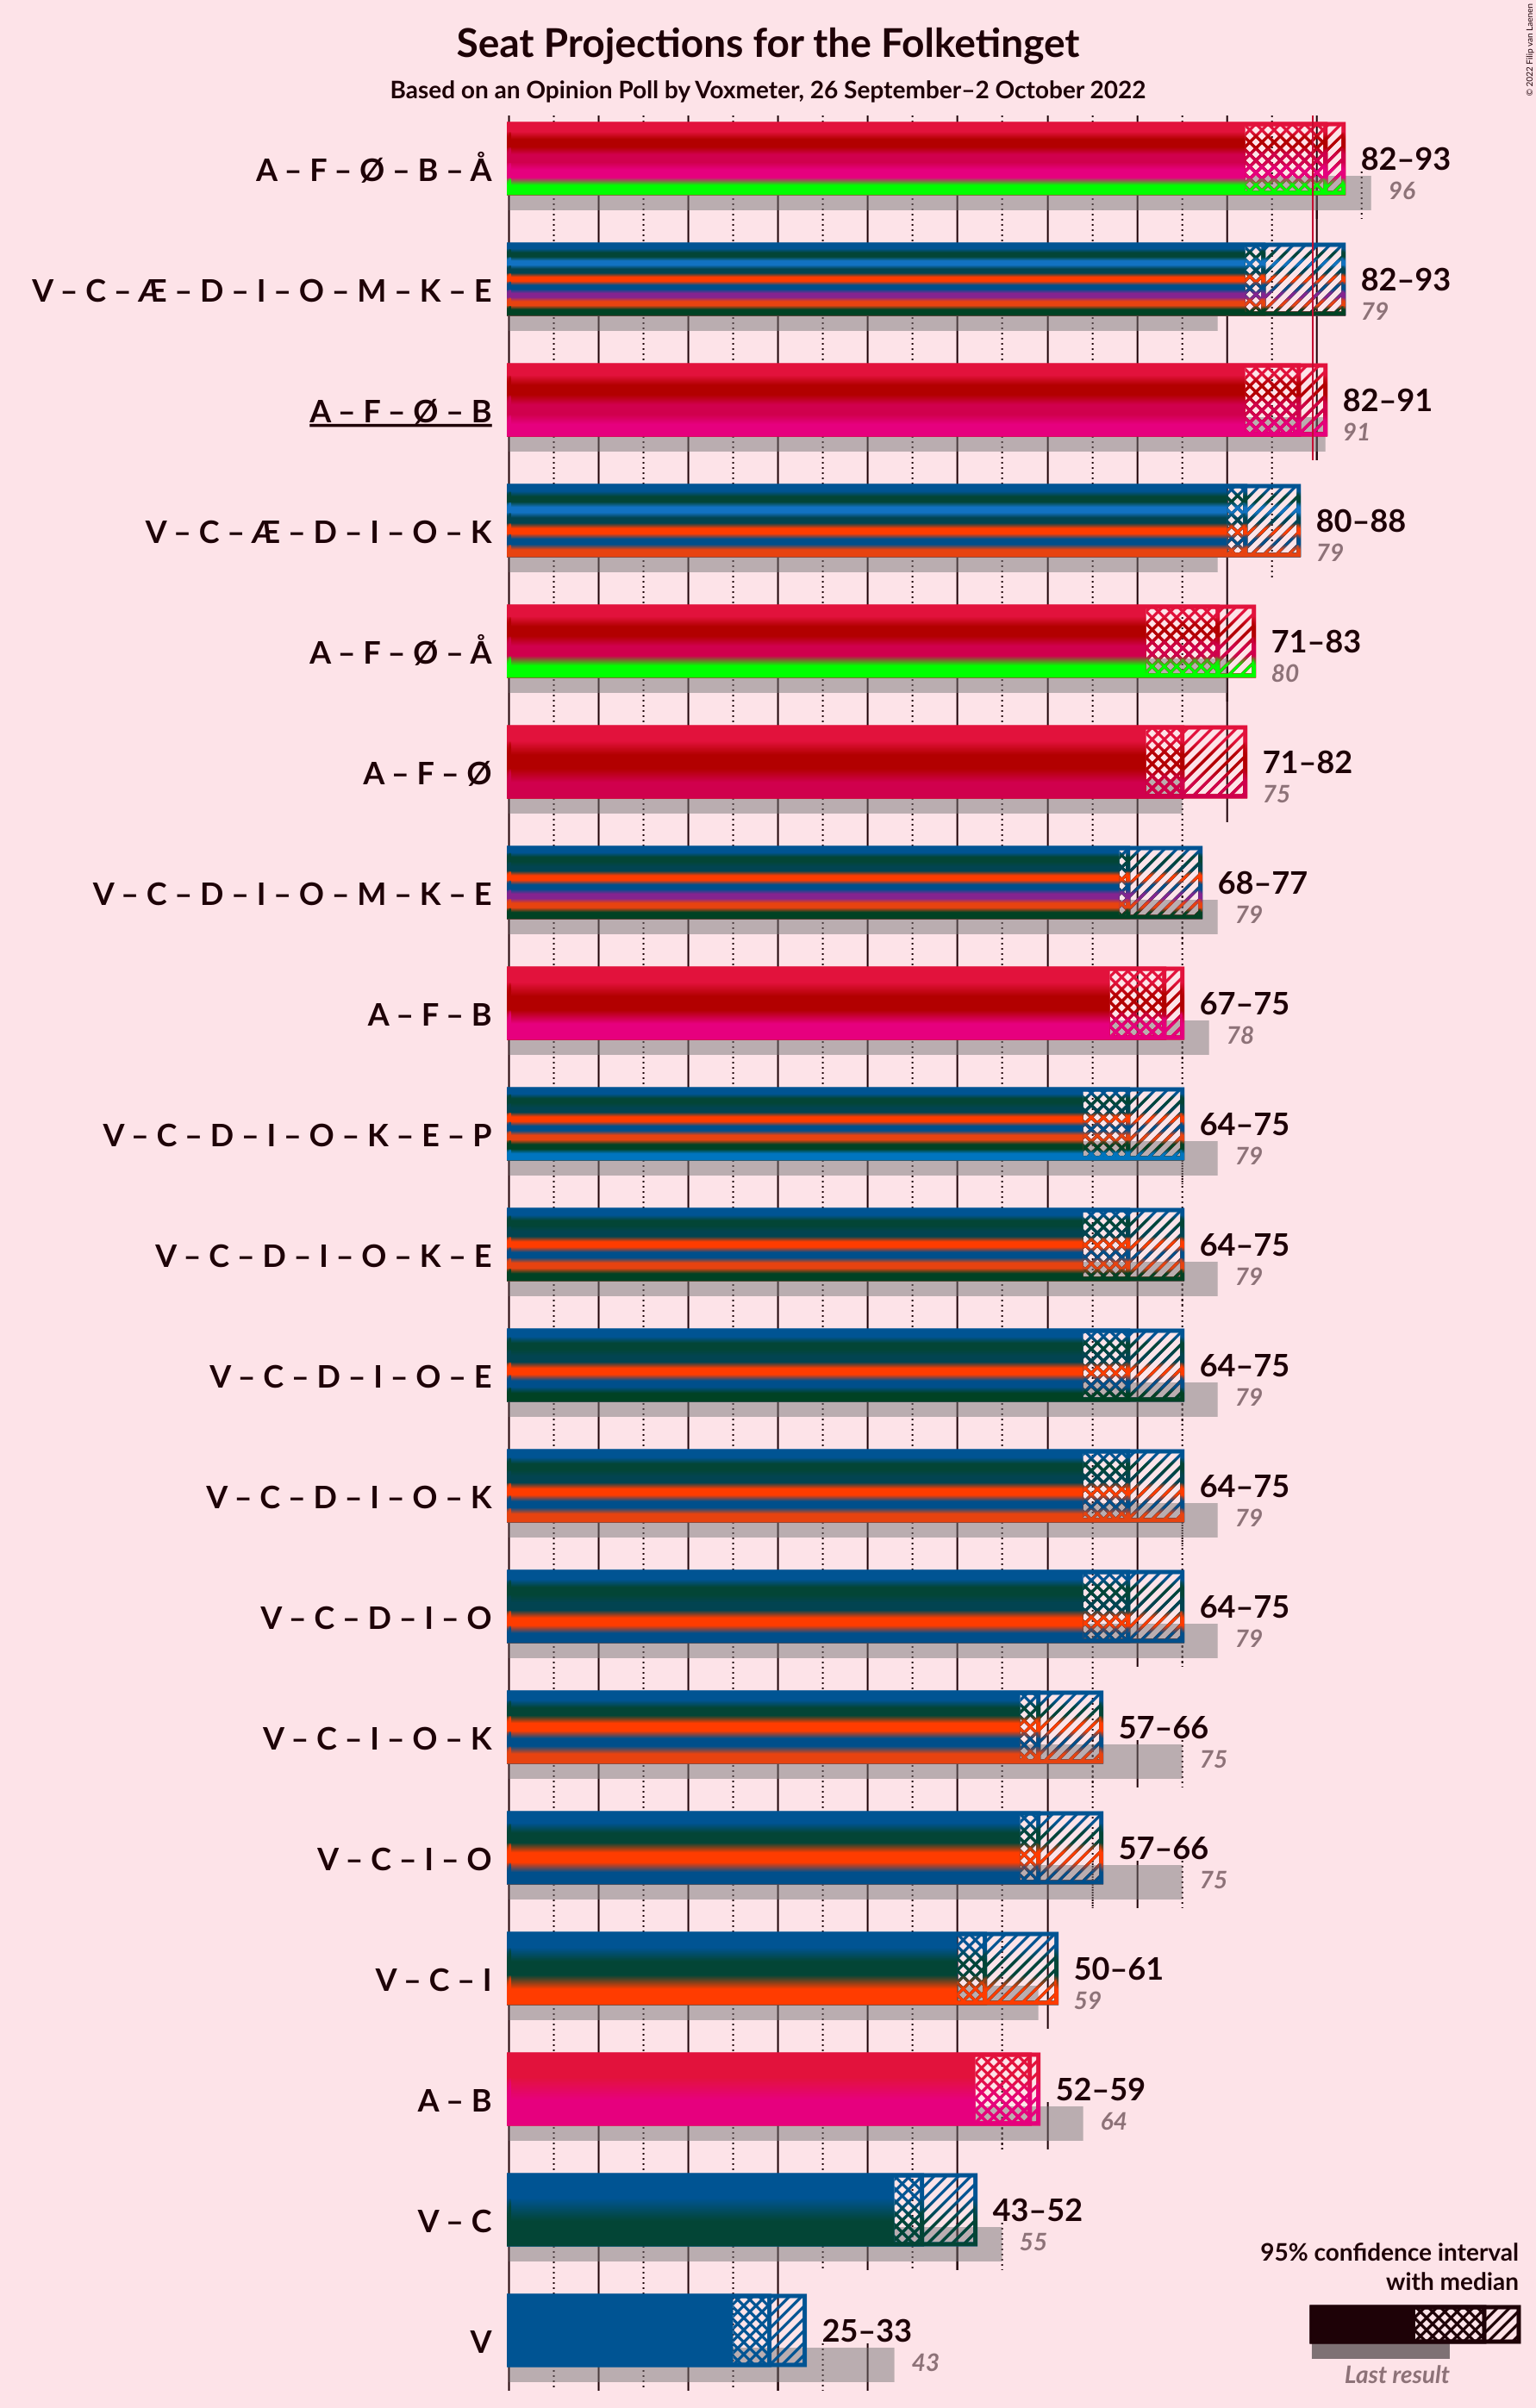 Seat Projections for the Folketinget
Based on an Opinion Poll by Voxmeter, 26 September–2 October 2022
© 2022 Filip van Laenen
A – F – Ø – B – Å
82–93
96
V – C – Æ – D – I – O – M – K – E
82–93
79
A – F – Ø – B
82–91
91
V – C – Æ – D – I – O – K
80–88
79
A – F – Ø – Å
71–83
80
A – F – Ø
71–82
75
V – C – D – I – O – M – K – E
68–77
79
A – F – B
67–75
78
V – C – D – I – O – K – E – P
64–75
79
V – C – D – I – O – K – E
64–75
79
V – C – D – I – O – E
64–75
79
V – C – D – I – O – K
64–75
79
V – C – D – I – O
64–75
79
V – C – I – O – K
57–66
75
V – C – I – O
57–66
75
V – C – I
50–61
59
A – B
52–59
64
V – C
43–52
55
V
25–33
43
95% confidence interval
with median
Last result